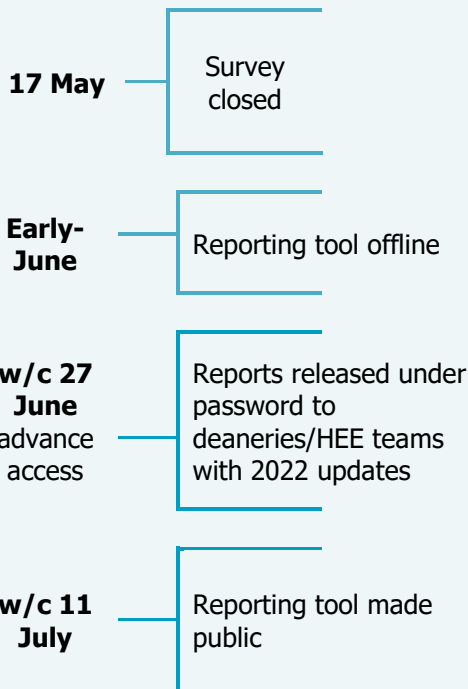 17 May
Survey
closed
Early-
June
Reporting tool offline
w/c 27
June
advance
access
Reports released under
password to
deaneries/HEE teams
with 2022 updates
w/c 11
July
Reporting tool made
public